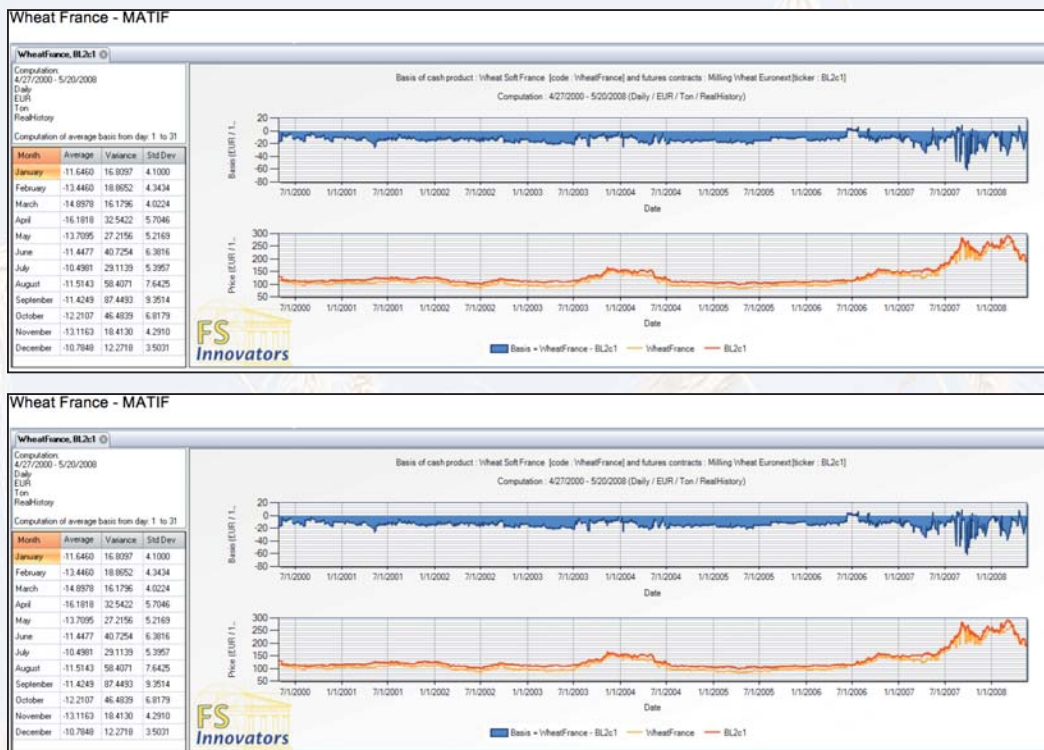 Wheat France - MATIF
WheatFrance, BL2c1
Computation:
4/27/2000 - 5/20/2008
Daily
EUR
Ton
RealHistory
Computation of average basis from day: 1 to 31
Month Average Variance Std Dev
January -11.6460 16.8097 4.1000
February -13.4460 18.8652 4.3434
March -14.8978 16.1796 4.0224
April -16.1818 32.5422 5.7046
May -13.7095 27.2156 5.2169
June -11.4477 40.7254 6.3816
July -10.4981 29.1139 5.3957
August -11.5143 58.4071 7.6425
September -11.4249 87.4493 9.3514
October -12.2107 46.4839 6.8179
November -13.1163 18.4130 4.2910
December -10.7848 12.2718 3.5031
Basis of cash product : Wheat Soft France [code : WheatFrance] and futures contracts : Milling Wheat Euronext [ticker : BL2c1]
Computation : 4/27/2000 - 5/20/2008 (Daily / EUR / Ton / RealHistory)
Basis (EUR / 1...
20
0
-20
-40
-60
-80
7/1/2000 1/1/2001 7/1/2001 1/1/2002 7/1/2002 1/1/2003 7/1/2003 1/1/2004 7/1/2004 1/1/2005 7/1/2005 1/1/2006 7/1/2006 1/1/2007 7/1/2007 1/1/2008
Date
Price (EUR / 1...
300
250
200
150
100
50
7/1/2000 1/1/2001 7/1/2001 1/1/2002 7/1/2002 1/1/2003 7/1/2003 1/1/2004 7/1/2004 1/1/2005 7/1/2005 1/1/2006 7/1/2006 1/1/2007 7/1/2007 1/1/2008
Date
Basis = WheatFrance - BL2c1 WheatFrance BL2c1
FS
Innovators
Wheat France - MATIF
WheatFrance, BL2c1
Computation:
4/27/2000 - 5/20/2008
Daily
EUR
Ton
RealHistory
Computation of average basis from day: 1 to 31
Month Average Variance Std Dev
January -11.6460 16.8097 4.1000
February -13.4460 18.8652 4.3434
March -14.8978 16.1796 4.0224
April -16.1818 32.5422 5.7046
May -13.7095 27.2156 5.2169
June -11.4477 40.7254 6.3816
July -10.4981 29.1139 5.3957
August -11.5143 58.4071 7.6425
September -11.4249 87.4493 9.3514
October -12.2107 46.4839 6.8179
November -13.1163 18.4130 4.2910
December -10.7848 12.2718 3.5031
Basis of cash product : Wheat Soft France [code : WheatFrance] and futures contracts : Milling Wheat Euronext [ticker : BL2c1]
Computation : 4/27/2000 - 5/20/2008 (Daily / EUR / Ton / RealHistory)
Basis (EUR / 1...
20
0
-20
-40
-60
-80
7/1/2000 1/1/2001 7/1/2001 1/1/2002 7/1/2002 1/1/2003 7/1/2003 1/1/2004 7/1/2004 1/1/2005 7/1/2005 1/1/2006 7/1/2006 1/1/2007 7/1/2007 1/1/2008
Date
Price (EUR / 1...
300
250
200
150
100
50
7/1/2000 1/1/2001 7/1/2001 1/1/2002 7/1/2002 1/1/2003 7/1/2003 1/1/2004 7/1/2004 1/1/2005 7/1/2005 1/1/2006 7/1/2006 1/1/2007 7/1/2007 1/1/2008
Date
Basis = WheatFrance - BL2c1 WheatFrance BL2c1
FS
Innovators